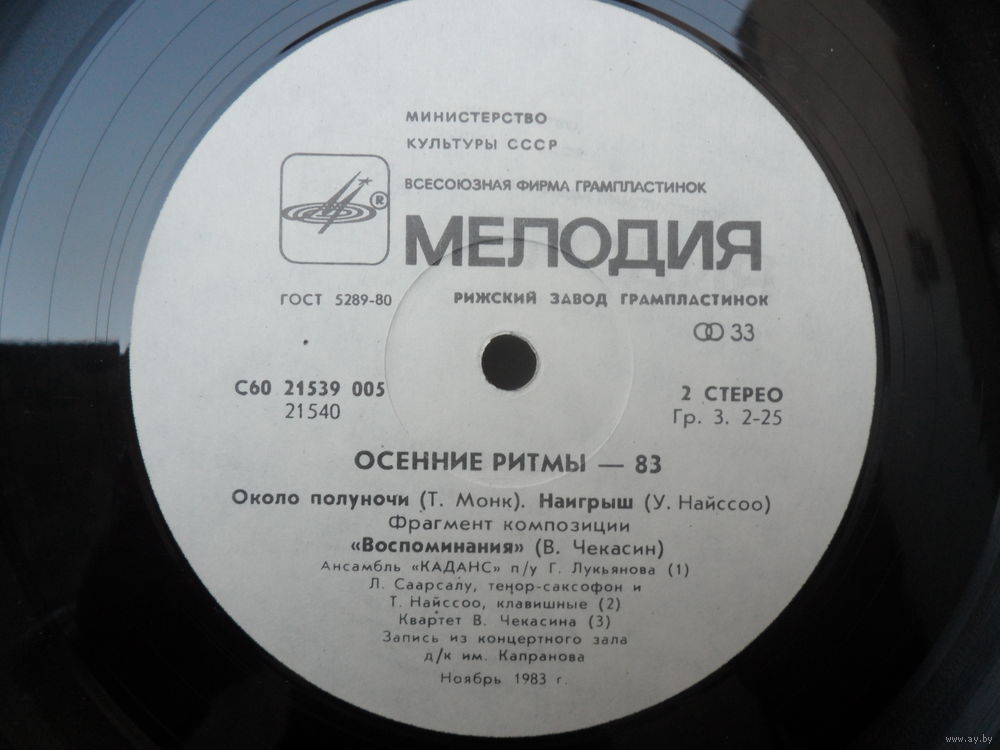 МИНИСТЕРСТВО
КУЛЬТУРЫ СССР
ВСЕСОЮЗНАЯ ФИРМА ГРАМПЛАСТИНОК
®
МЕЛОДИЯ
ГОСТ 5289-80
РИЖСКИЙ ЗАВОД ГРАМПЛАСТИНОК
33
С60 21539 005
21540
2 СТЕРЕО
Гр. 3. 2-25
ОСЕННИЕ РИТМЫ — 83
Около полуночи (Т. Монк). Наигрыш (У. Найссоо)
Фрагмент композиции
«Воспоминания» (В. Чекасин)
Ансамбль «КАДАНС» п/у Г. Лукьянова (1)
Л. Саарсалу, тенор-саксофон и
Т. Найссоо, клавишные (2)
Квартет В. Чекасина (3)
Запись из концертного зала
д/к им. Капранова
Ноябрь 1983 г.
www.ay.by